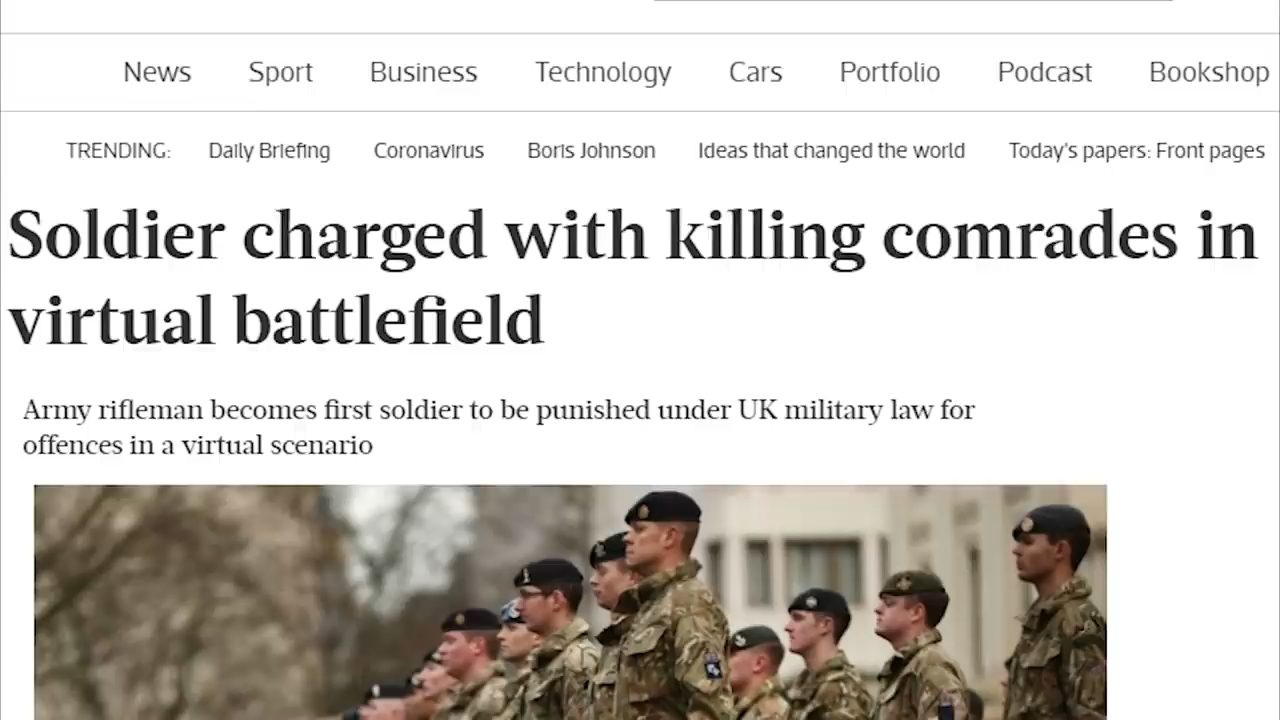 News Sport Business Technology Cars Portfolio Podcast Bookshop
TRENDING: Daily Briefing Coronavirus Boris Johnson Ideas that changed the world Today's papers: Front pages
Soldier charged with killing comrades in
virtual battlefield
Army rifleman becomes first soldier to be punished under UK military law for
offences in a virtual scenario